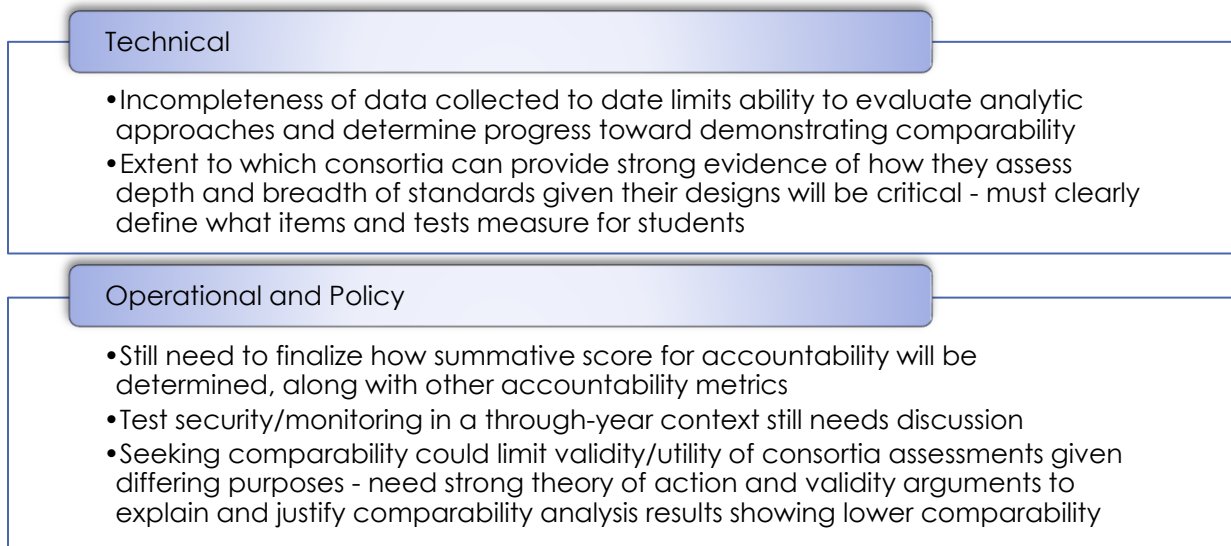 Technical
•Incompleteness of data collected to date limits ability to evaluate analytic
approaches and determine progress toward demonstrating comparability
•Extent to which consortia can provide strong evidence of how they assess
depth and breadth of standards given their designs will be critical - must clearly
define what items and tests measure for students
Operational and Policy
•Still need to finalize how summative score for accountability will be
determined, along with other accountability metrics
•Test security/monitoring in a through-year context still needs discussion
•Seeking comparability could limit validity/utility of consortia assessments given
differing purposes - need strong theory of action and validity arguments to
explain and justify comparability analysis results showing lower comparability